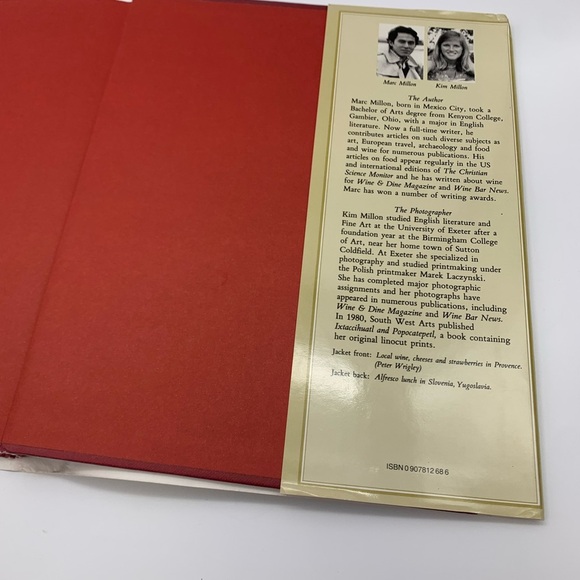 Marc Millon Kim Millon
The Author
Marc Millon, born in Mexico City, took a
Bachelor of Arts degree from Kenyon College,
Gambier, Ohio, with a major in English
literature. Now a full-time writer, he
contributes articles on such diverse subjects as
art, European travel, archaeology and food
and wine for numerous publications. His
articles on food appear regularly in the US
and international editions of The Christian
Science Monitor and he has written about wine
for Wine & Dine Magazine and Wine Bar News.
Marc has won a number of writing awards.
The Photographer
Kim Millon studied English literature and
Fine Art at the University of Exeter after a
foundation year at the Birmingham College
of Art, near her home town of Sutton
Coldfield. At Exeter she specialized in
photography and studied printmaking under
the Polish printmaker Marek Laczynski.
She has completed major photographic
assignments and her photographs have
appeared in numerous publications, including
Wine & Dine Magazine and Wine Bar News.
In 1980, South West Arts published
Ixtaccihuatl and Popocatepetl, a book containing
her original linocut prints.
Jacket front: Local wine, cheeses and strawberries in Provence.
(Peter Wrigley)
Jacket back: Alfresco lunch in Slovenia, Yugoslavia.
ISBN 0 907812 68 6